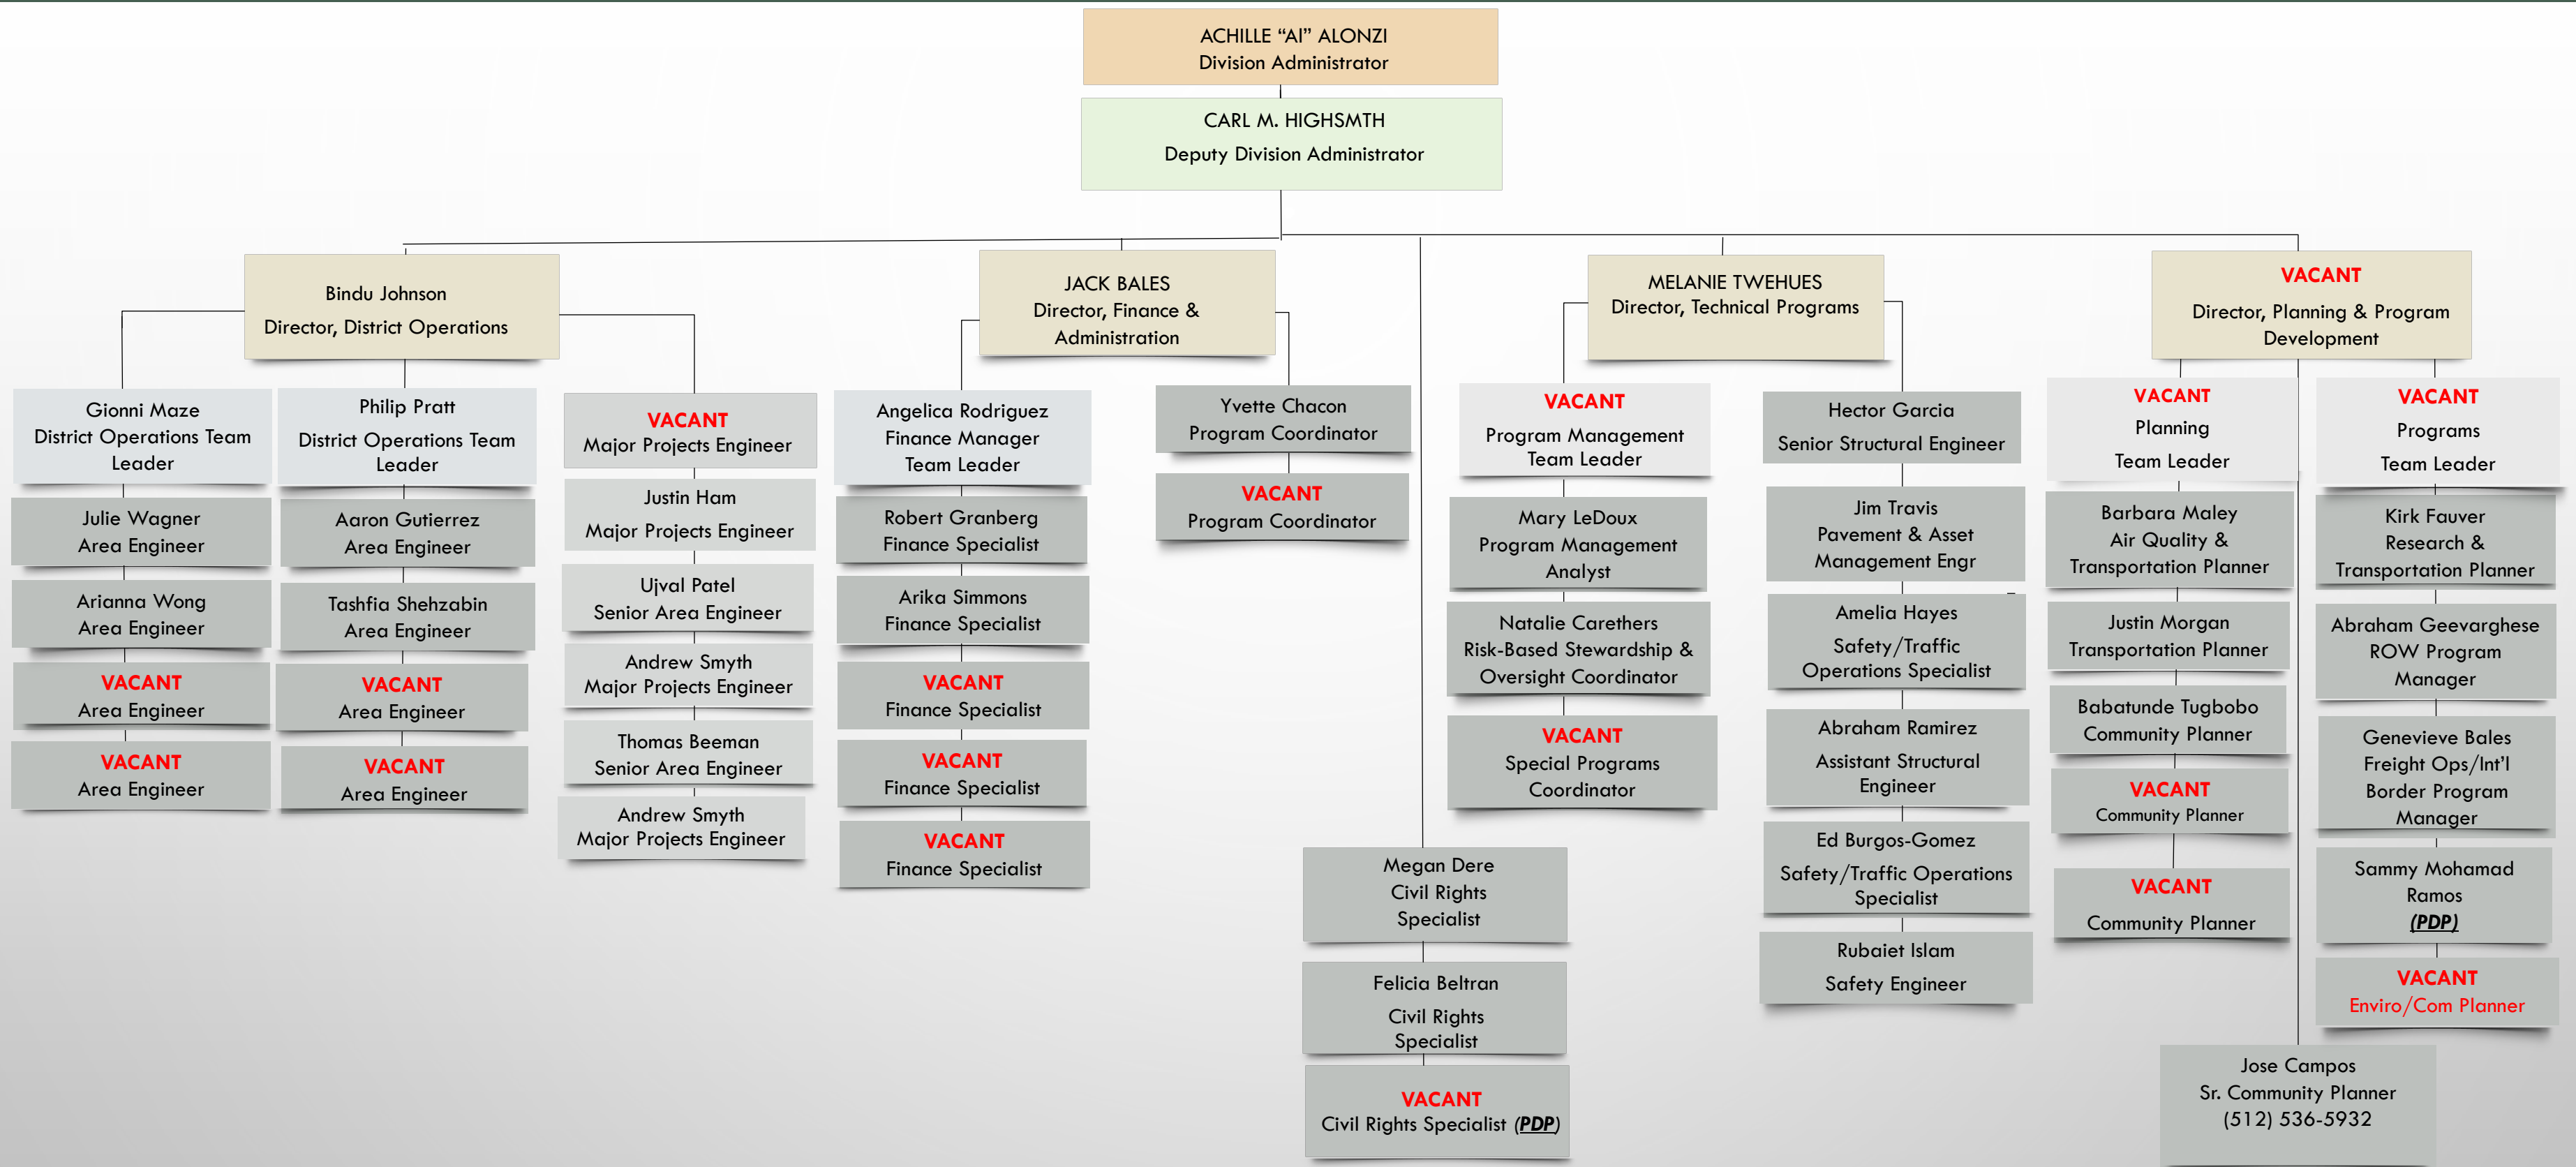 ACHILLE “Al” ALONZI
Division Administrator
CARL M. HIGHSMTH
Deputy Division Administrator
Bindu Johnson
Director, District Operations
JACK BALES
Director, Finance &
Administration
MELANIE TWEHUES
Director, Technical Programs
VACANT
Director, Planning & Program
Development
Gionni Maze
District Operations Team
Leader
Julie Wagner
Area Engineer
Arianna Wong
Area Engineer
VACANT
Area Engineer
VACANT
Area Engineer
Philip Pratt
District Operations Team
Leader
Aaron Gutierrez
Area Engineer
Tashfia Shehzabin
Area Engineer
VACANT
Area Engineer
VACANT
Area Engineer
VACANT
Major Projects Engineer
Justin Ham
Major Projects Engineer
Ujval Patel
Senior Area Engineer
Andrew Smyth
Major Projects Engineer
Thomas Beeman
Senior Area Engineer
Andrew Smyth
Major Projects Engineer
Angelica Rodriguez
Finance Manager
Team Leader
Robert Granberg
Finance Specialist
Arika Simmons
Finance Specialist
VACANT
Finance Specialist
VACANT
Finance Specialist
VACANT
Finance Specialist
Yvette Chacon
Program Coordinator
VACANT
Program Coordinator
Megan Dere
Civil Rights
Specialist
Felicia Beltran
Civil Rights
Specialist
VACANT
Civil Rights Specialist (PDP)
VACANT
Program Management
Team Leader
Mary LeDoux
Program Management
Analyst
Natalie Carethers
Risk-Based Stewardship &
Oversight Coordinator
VACANT
Special Programs
Coordinator
Hector Garcia
Senior Structural Engineer
Jim Travis
Pavement & Asset
Management Engr
Amelia Hayes
Safety/Traffic
Operations Specialist
Abraham Ramirez
Assistant Structural
Engineer
Ed Burgos-Gomez
Safety/Traffic Operations
Specialist
Rubaiet Islam
Safety Engineer
VACANT
Planning
Team Leader
Barbara Maley
Air Quality &
Transportation Planner
Justin Morgan
Transportation Planner
Babatunde Tugbobo
Community Planner
VACANT
Community Planner
VACANT
Community Planner
VACANT
Programs
Team Leader
Kirk Fauver
Research &
Transportation Planner
Abraham Geevarghese
ROW Program
Manager
Genevieve Bales
Freight Ops/Int’l
Border Program
Manager
Sammy Mohamad
Ramos
(PDP)
VACANT
Enviro/Com Planner
Jose Campos
Sr. Community Planner
(512) 536-5932